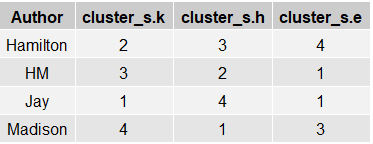 Author cluster_s.k cluster_s.h cluster_s.e
Hamilton 2 3 4
HM 3 2 1
Jay 1 4 1
Madison 4 1 3